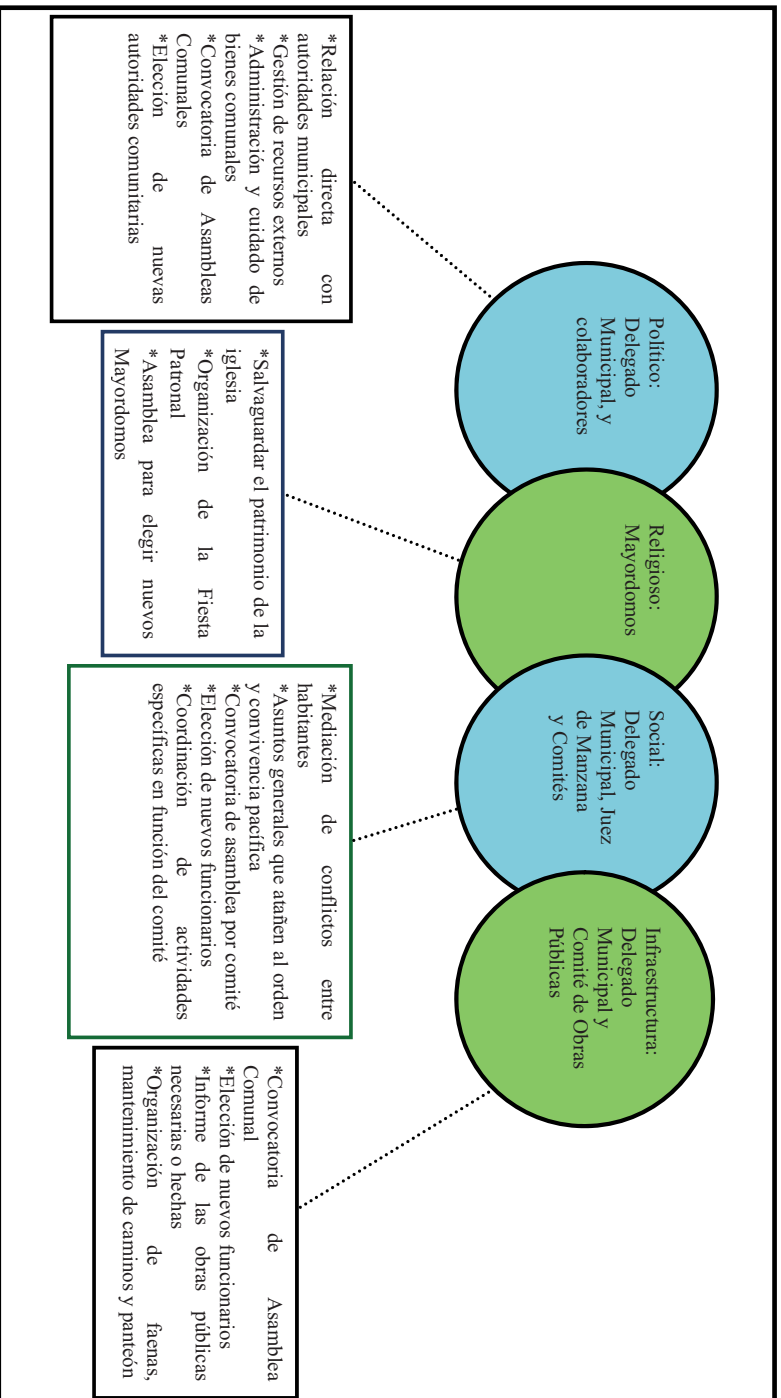 Político:
Delegado
Municipal, y
colaboradores
Religioso:
Mayordomos
Social:
Delegado
Municipal, Juez
de Manzana
y Comités
Infraestructura:
Delegado
Municipal y
Comité de Obras
Públicas
*Relación directa con
autoridades municipales
*Gestión de recursos externos
*Administración y cuidado de
bienes comunales
*Convocatoria de Asambleas
Comunales
*Elección de nuevas
autoridades comunitarias
*Salvaguardar el patrimonio de la
iglesia
*Organización de la Fiesta
Patronal
*Asamblea para elegir nuevos
Mayordomos
*Mediación de conflictos entre
habitantes
*Asuntos generales que atañen al orden
y convivencia pacífica
*Convocatoria de asamblea por comité
*Elección de nuevos funcionarios
*Coordinación de actividades
específicas en función del comité
*Convocatoria de Asamblea
Comunal
*Elección de nuevos funcionarios
*Informe de las obras públicas
necesarias o hechas
*Organización de faenas,
mantenimiento de caminos y panteón